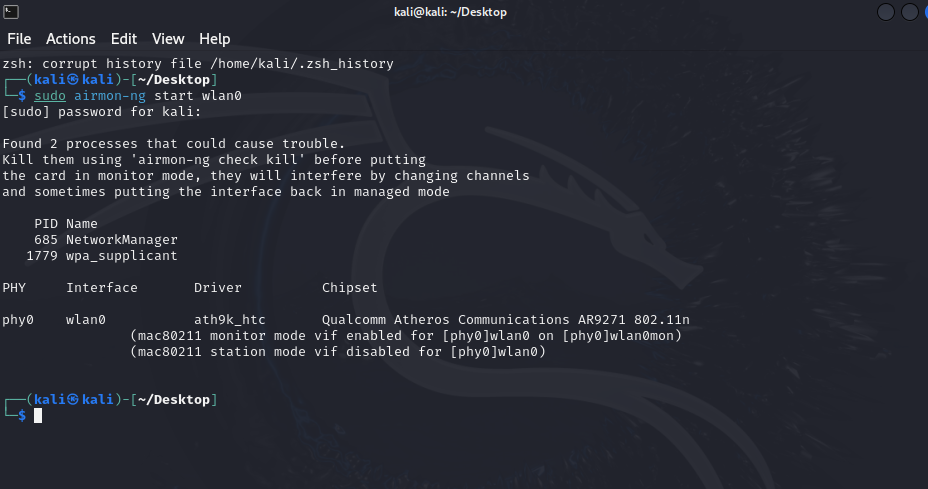 kali@kali: ~/Desktop
File Actions Edit View Help
zsh: corrupt history file /home/kali/.zsh_history
┌──(kali㉿kali)-[~/Desktop]
└─$ sudo airmon-ng start wlan0
[sudo] password for kali:
Found 2 processes that could cause trouble.
Kill them using 'airmon-ng check kill' before putting
the card in monitor mode, they will interfere by changing channels
and sometimes putting the interface back in managed mode
PID Name
685 NetworkManager
1779 wpa_supplicant
PHY Interface Driver Chipset
phy0 wlan0 ath9k_htc Qualcomm Atheros Communications AR9271 802.11n
(mac80211 monitor mode vif enabled for [phy0]wlan0 on [phy0]wlan0mon)
(mac80211 station mode vif disabled for [phy0]wlan0)
┌──(kali㉿kali)-[~/Desktop]
└─$